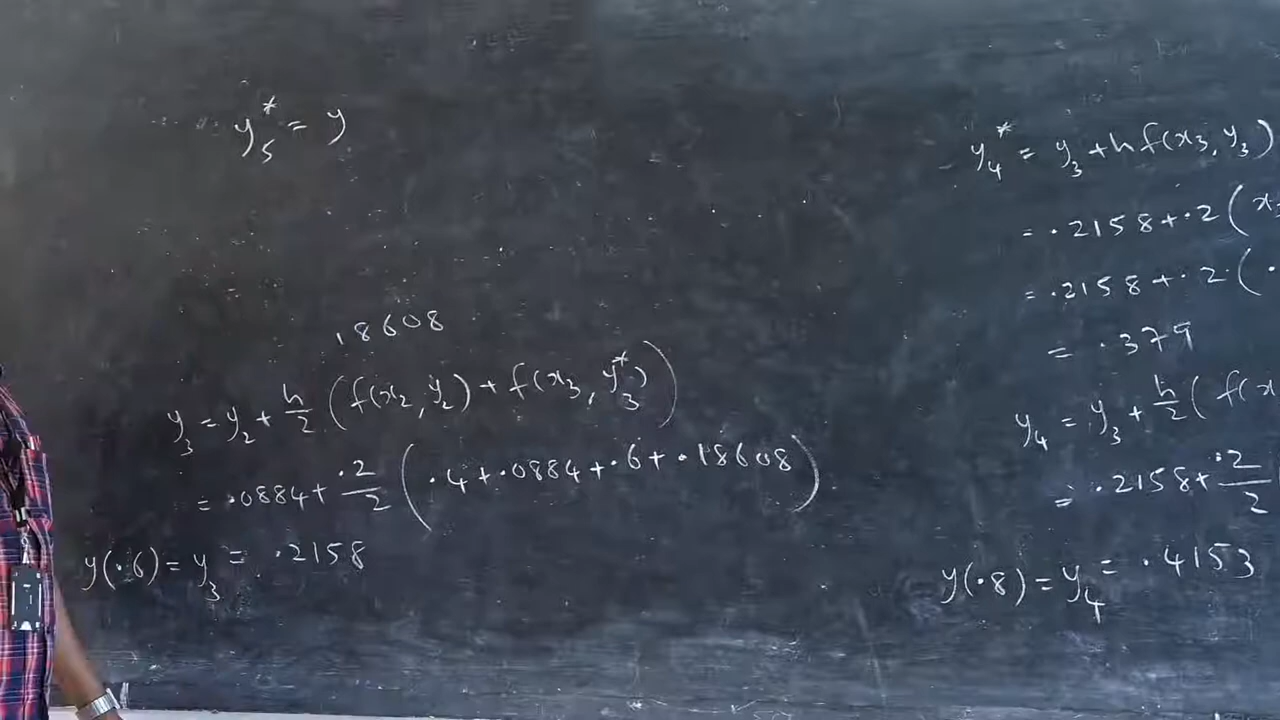 y₅* = y
18608
y₃ = y₂ + h/2 (f(x₂, y₂) + f(x₃, y₃*))
= .0884 + .2/2 (.4 + .0884 + .6 + .18608)
y(.6) = y₃ = .2158
y₄* = y₃ + hf(x₃, y₃)
= .2158 + .2 (x
= .2158 + .2 (.
= .379
y₄ = y₃ + h/2 (f(x
= .2158 + .2/2
y(.8) = y₄ = .4153